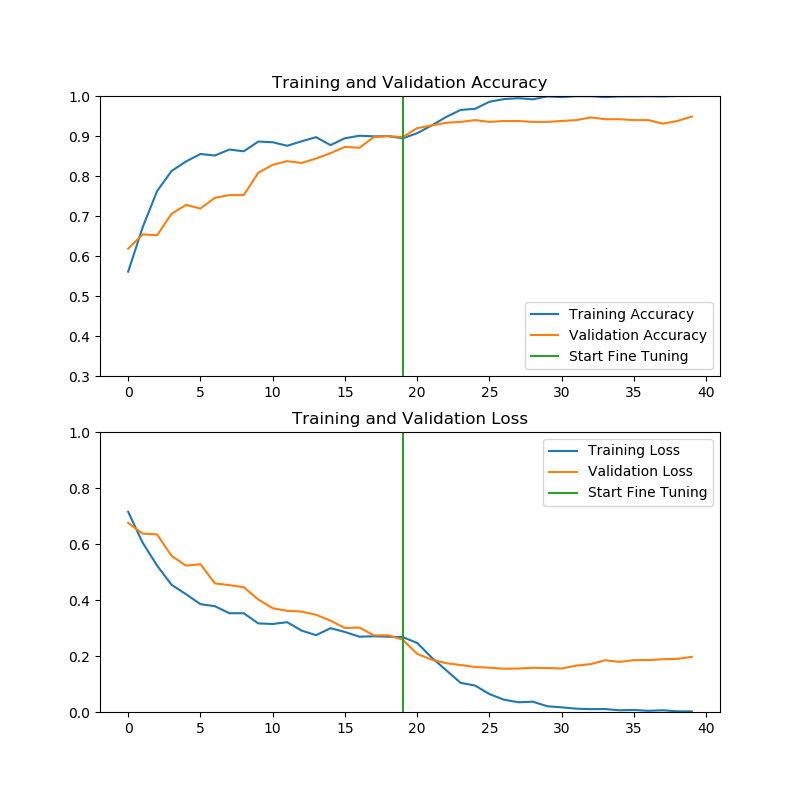 Training and Validation Accuracy
1.0
0.9
0.8
0.7
0.6
0.5
0.4
0.3
Training Accuracy
Validation Accuracy
Start Fine Tuning
0 5 10 15 20 25 30 35 40
Training and Validation Loss
1.0
0.8
0.6
0.4
0.2
0.0
Training Loss
Validation Loss
Start Fine Tuning
0 5 10 15 20 25 30 35 40